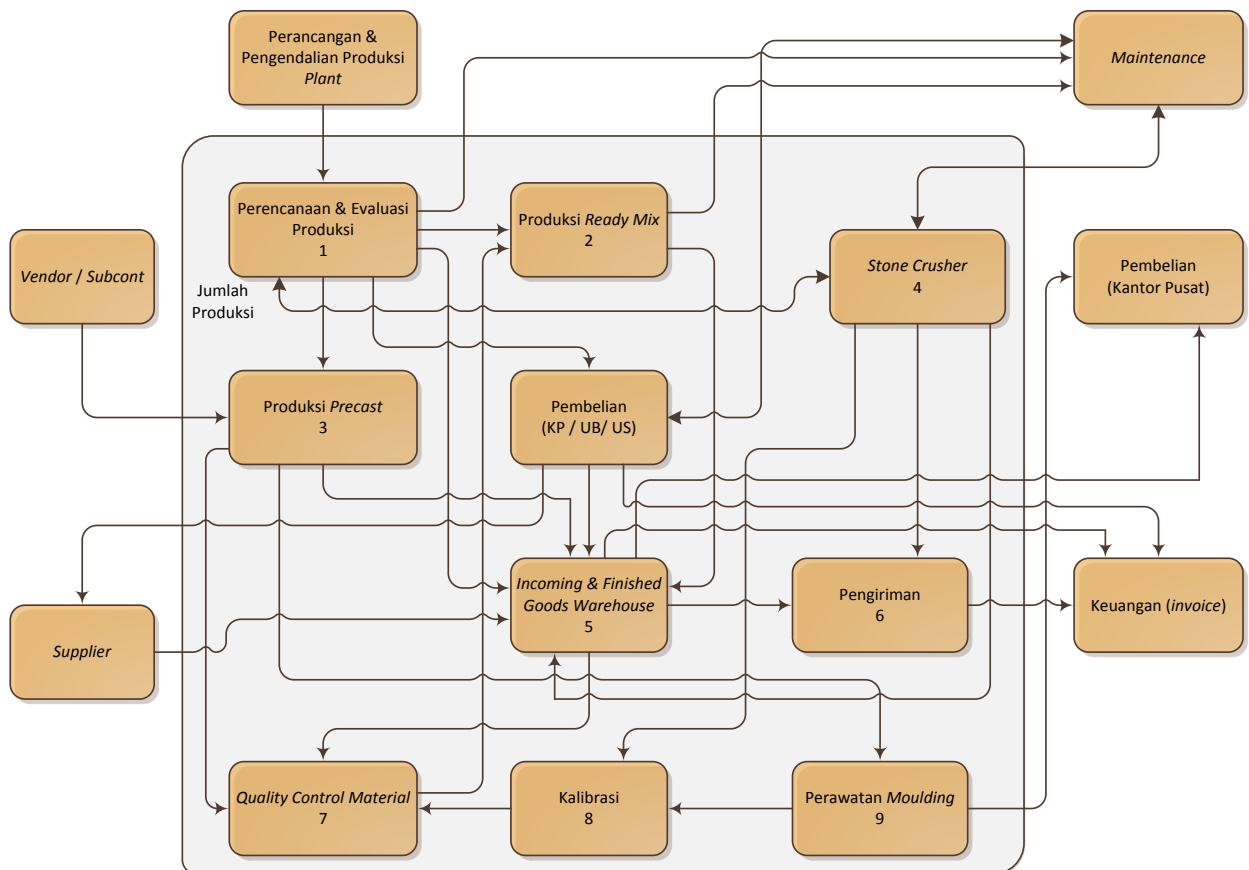 Perancangan &
Pengendalian Produksi
Plant
Maintenance
Perencanaan & Evaluasi
Produksi
1
Produksi Ready Mix
2
Vendor / Subcont
Stone Crusher
4
Pembelian
(Kantor Pusat)
Jumlah
Produksi
Produksi Precast
3
Pembelian
(KP / UB/ US)
Incoming & Finished
Goods Warehouse
5
Pengiriman
6
Keuangan (invoice)
Supplier
Quality Control Material
7
Kalibrasi
8
Perawatan Moulding
9